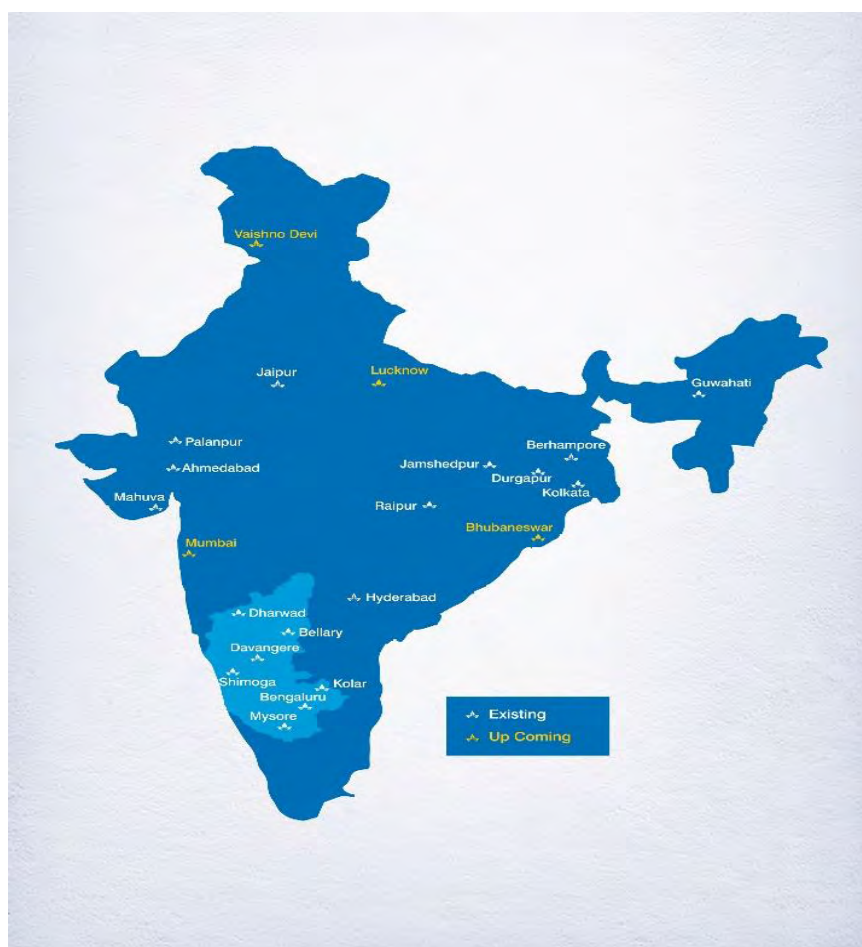 Vaishno Devi
Jaipur
Lucknow
Guwahati
Palanpur
Berhampore
Ahmedabad
Jamshedpur
Durgapur
Kolkata
Mahuva
Raipur
Bhubaneswar
Mumbai
Hyderabad
Dharwad
Bellary
Davangere
Shimoga
Kolar
Bengaluru
Mysore
Existing
Up Coming